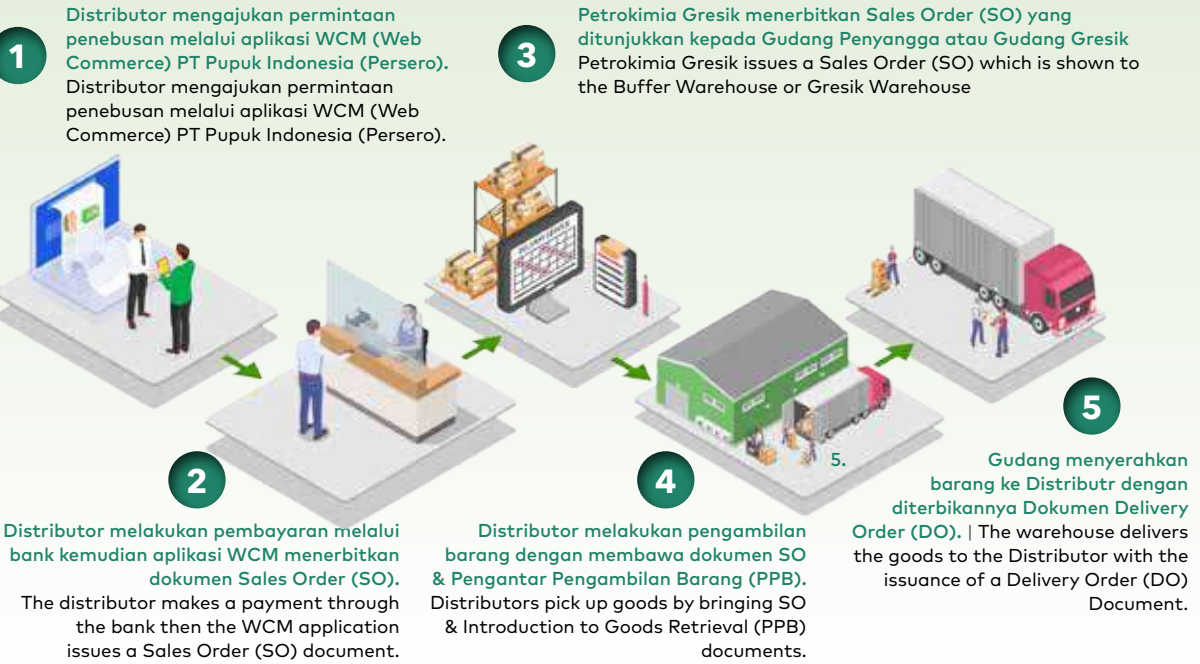 1
Distributor mengajukan permintaan
penebusan melalui aplikasi WCM (Web
Commerce) PT Pupuk Indonesia (Persero).
Distributor mengajukan permintaan
penebusan melalui aplikasi WCM (Web
Commerce) PT Pupuk Indonesia (Persero).
2
Distributor melakukan pembayaran melalui
bank kemudian aplikasi WCM menerbitkan
dokumen Sales Order (SO).
The distributor makes a payment through
the bank then the WCM application
issues a Sales Order (SO) document.
3
Petrokimia Gresik menerbitkan Sales Order (SO) yang
ditunjukkan kepada Gudang Penyangga atau Gudang Gresik
Petrokimia Gresik issues a Sales Order (SO) which is shown to
the Buffer Warehouse or Gresik Warehouse
4
Distributor melakukan pengambilan
barang dengan membawa dokumen SO
& Pengantar Pengambilan Barang (PPB).
Distributors pick up goods by bringing SO
& Introduction to Goods Retrieval (PPB)
documents.
5
5.
Gudang menyerahkan
barang ke Distributr dengan
diterbikannya Dokumen Delivery
Order (DO). | The warehouse delivers
the goods to the Distributor with the
issuance of a Delivery Order (DO)
Document.